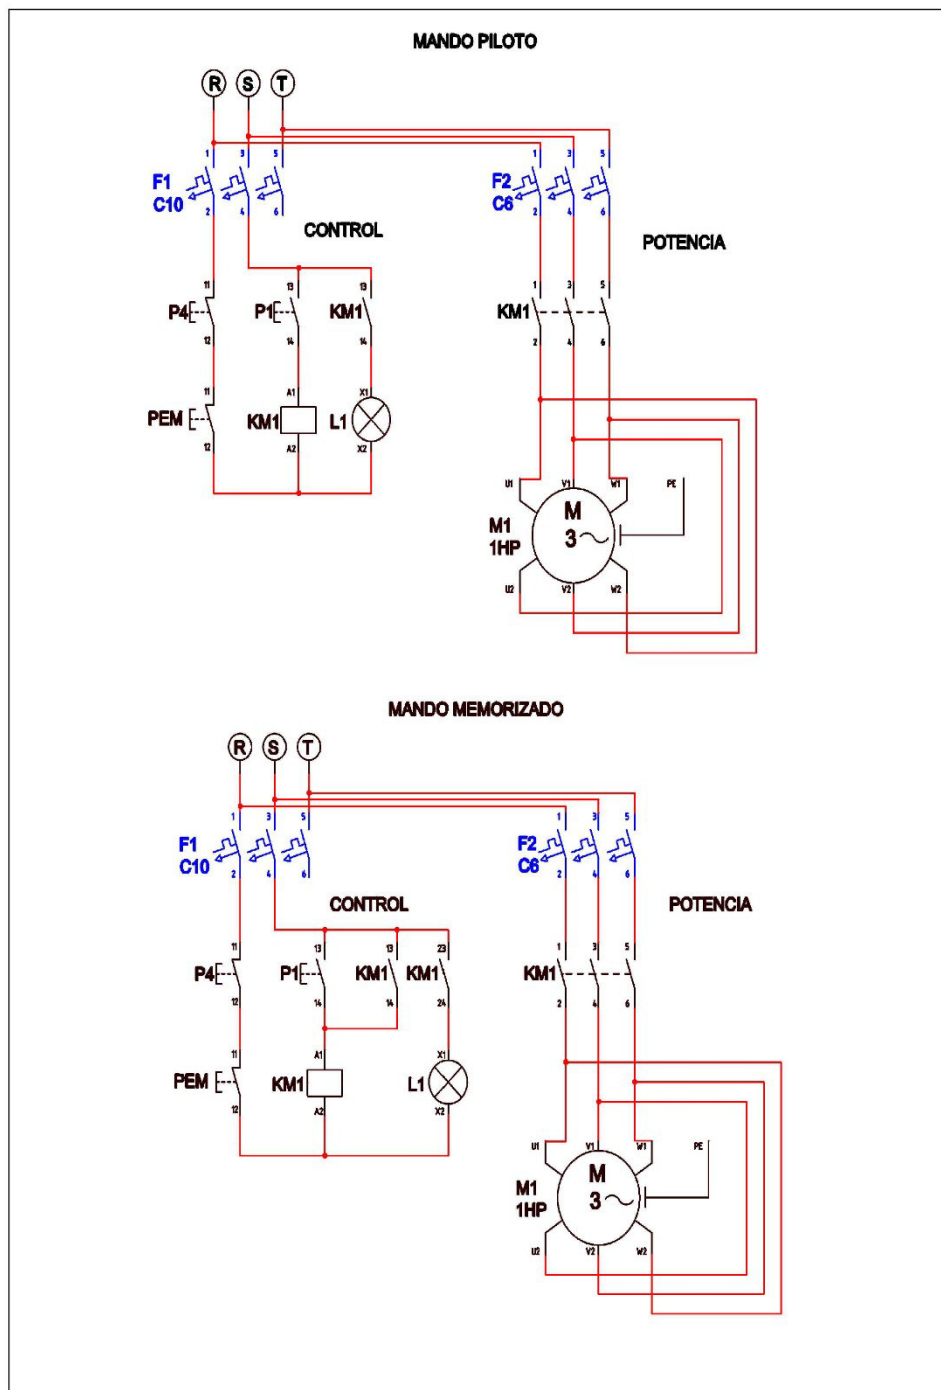 MANDO PILOTO
R S T
1 3 5 1 3 5
F1 F2
C10 C6
2 4 6 2 4 6
CONTROL
POTENCIA
11 13 13 1 3 5
P4 P1 KM1 KM1
12 14 14 2 4 6
11 A1 X1
PEM KM1 L1
12 A2 X2
U1 V1 W1 PE
M
M1 3
1HP
U2 V2 W2
MANDO MEMORIZADO
R S T
1 3 5 1 3 5
F1 F2
C10 C6
2 4 6 2 4 6
CONTROL POTENCIA
11 13 13 23 1 3 5
P4 P1 KM1 KM1 KM1
12 14 14 24 2 4 6
11 A1 X1
PEM KM1 L1
12 A2 X2
U1 V1 W1 PE
M
M1 3
1HP
U2 V2 W2